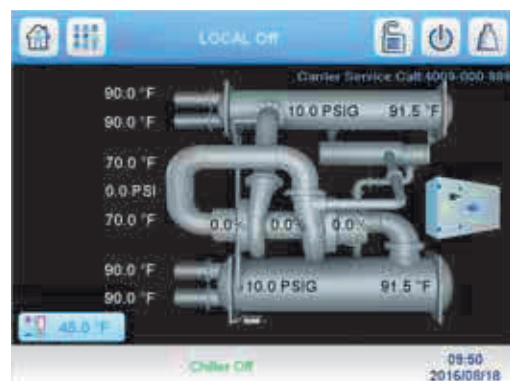 LOCAL Off
Carrier Service Call 4009-000-
90.0 °F
90.0 °F
10.0 PSIG 91.5 °F
70.0 °F
0.0 PSI
70.0 °F
0.0% 0.0% 0.0%
90.0 °F
90.0 °F
10.0 PSIG 91.5 °F
45.0 °F
Chiller Off
09:50
2016/08/18